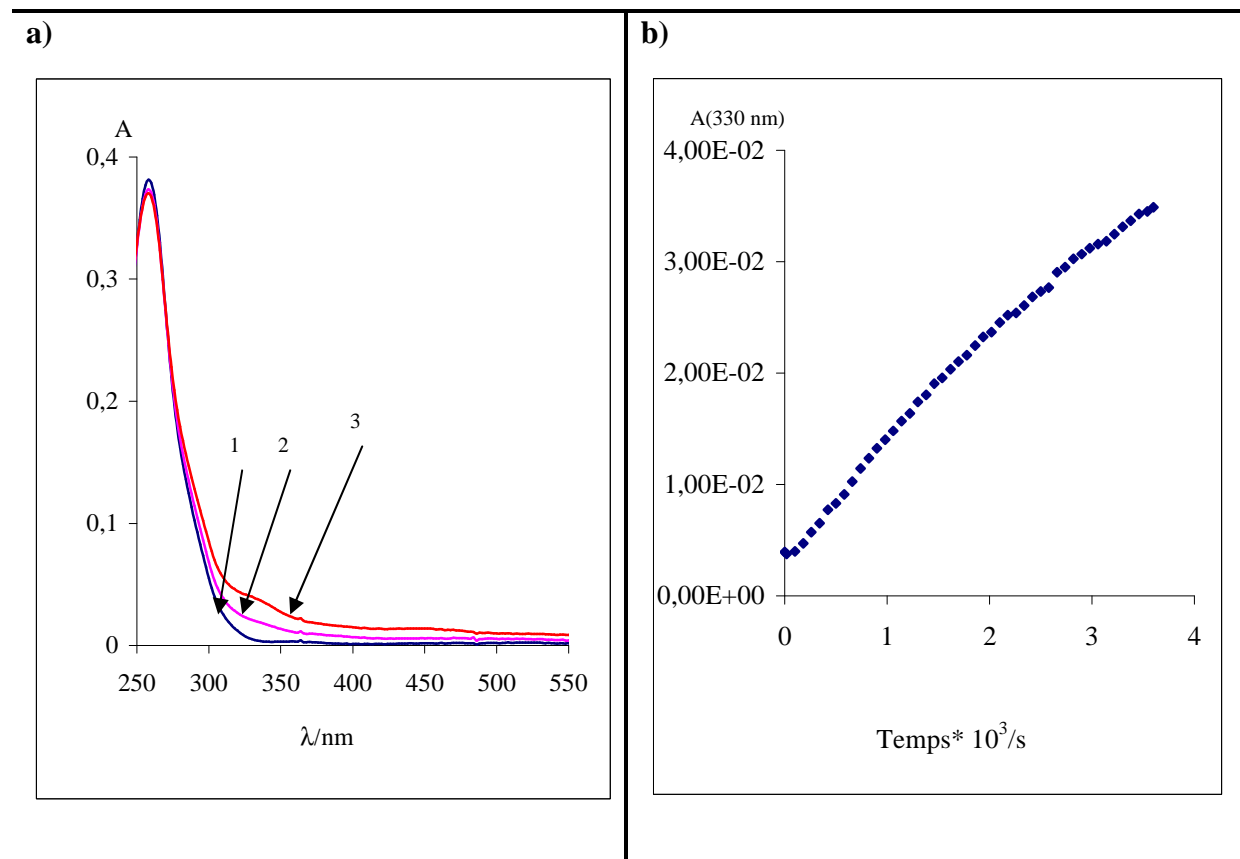 a)
A
0,4
0,3
0,2
0,1
0
1 2 3
250 300 350 400 450 500 550
λ/nm
b)
A(330 nm)
4,00E-02
3,00E-02
2,00E-02
1,00E-02
0,00E+00
0 1 2 3 4
Temps* 10³/s